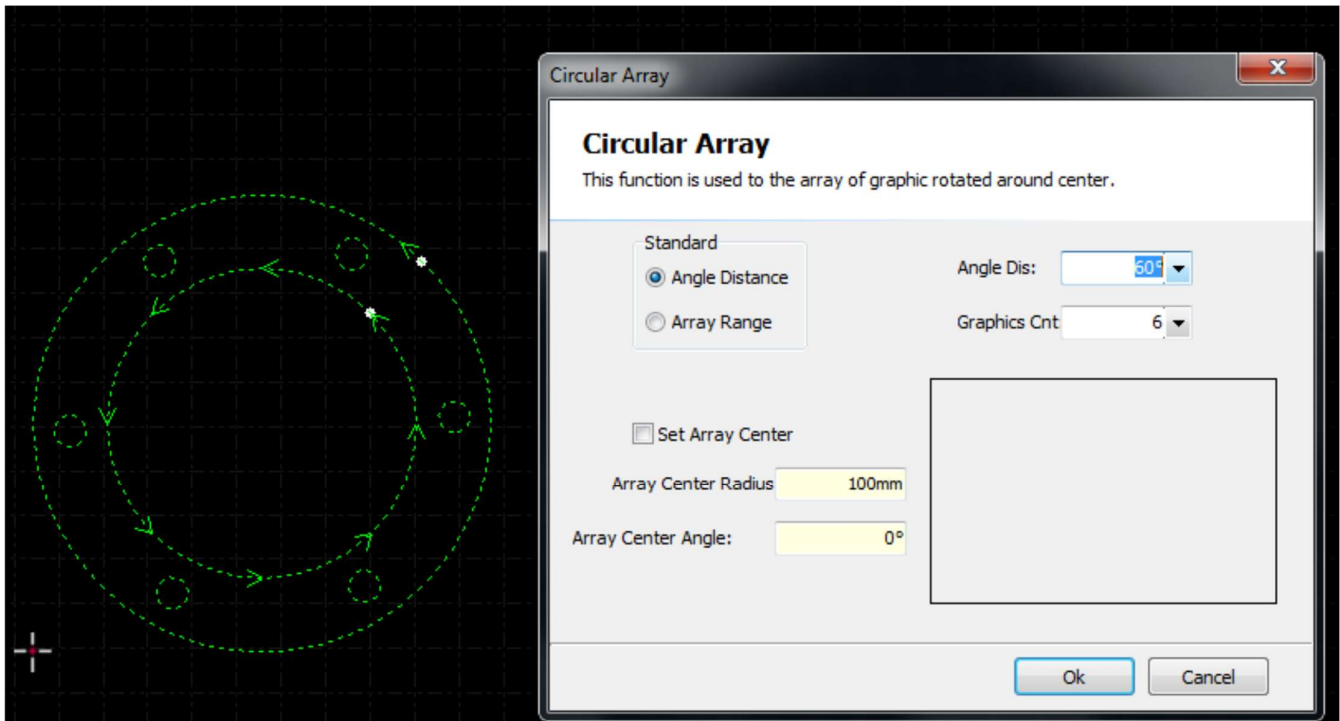 Circular Array
Circular Array
This function is used to the array of graphic rotated around center.
Standard
Angle Distance
Array Range
Angle Dis: 60°
Graphics Cnt 6
Set Array Center
Array Center Radius 100mm
Array Center Angle: 0°
Ok Cancel